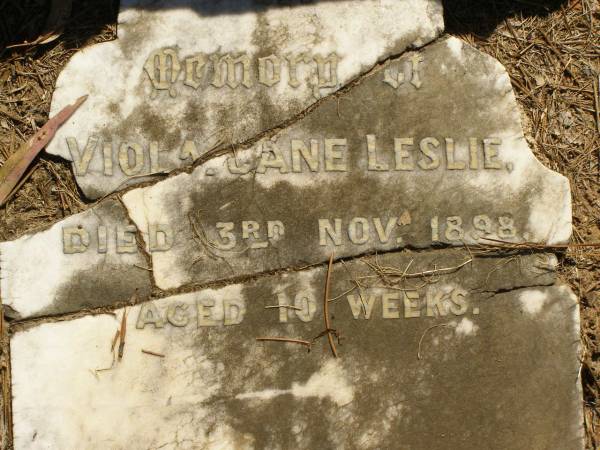 Memory of
VIOLA JANE LESLIE,
DIED 3RD NOV. 1898.
AGED 10 WEEKS.